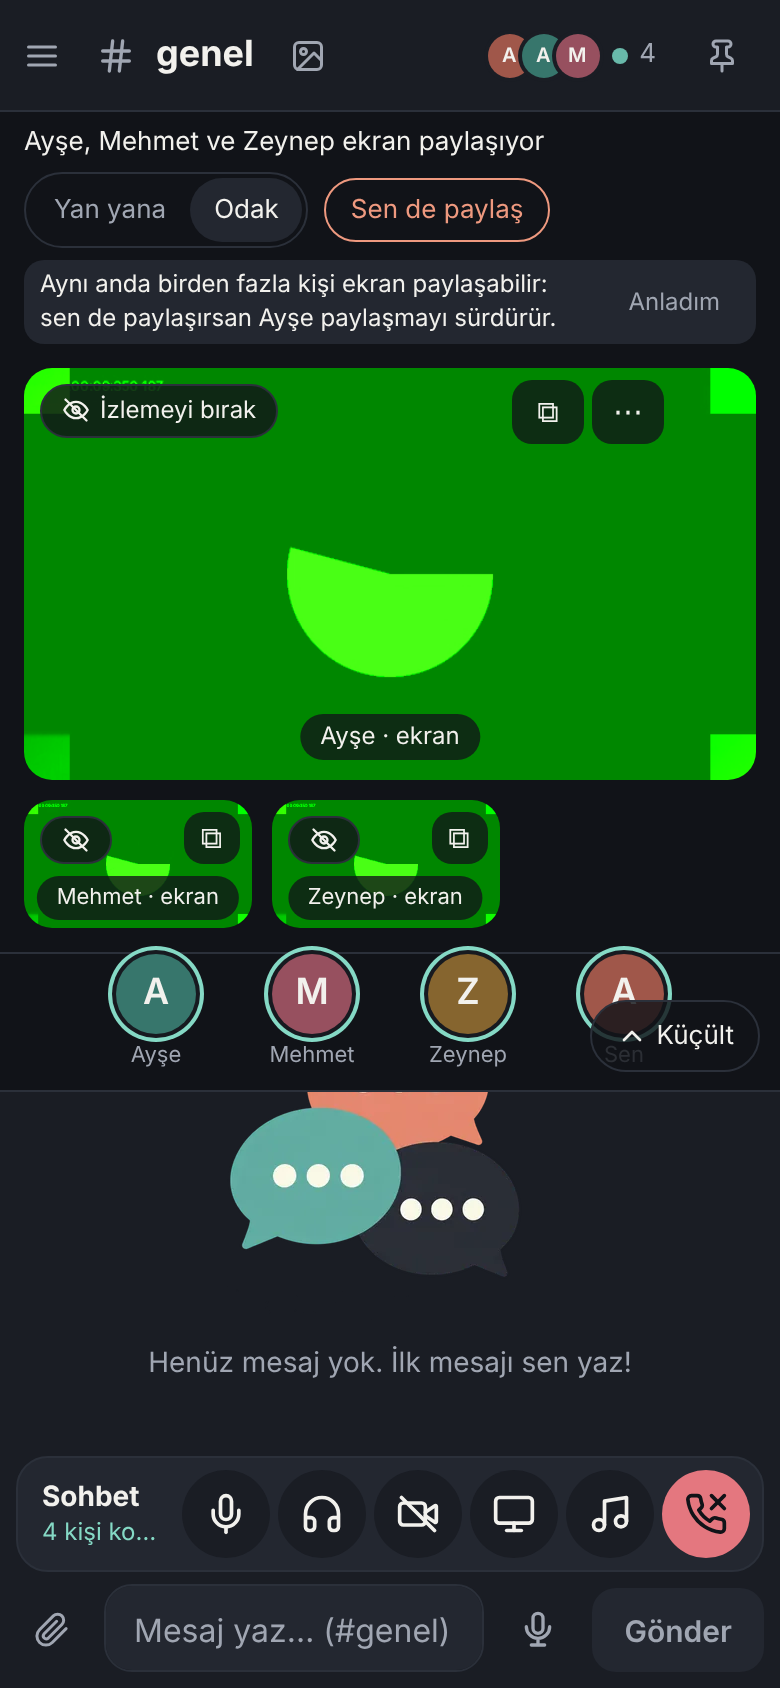 # genel
A A M 4
Ayşe, Mehmet ve Zeynep ekran paylaşıyor
Yan yana Odak Sen de paylaş
Aynı anda birden fazla kişi ekran paylaşabilir:
sen de paylaşırsan Ayşe paylaşmayı sürdürür.
Anladım
İzlemeyi bırak
Ayşe · ekran
Mehmet · ekran
Zeynep · ekran
A M Z A
Ayşe Mehmet Zeynep Sen
Küçült
Henüz mesaj yok. İlk mesajı sen yaz!
Sohbet
4 kişi ko...
Mesaj yaz... (#genel)
Gönder